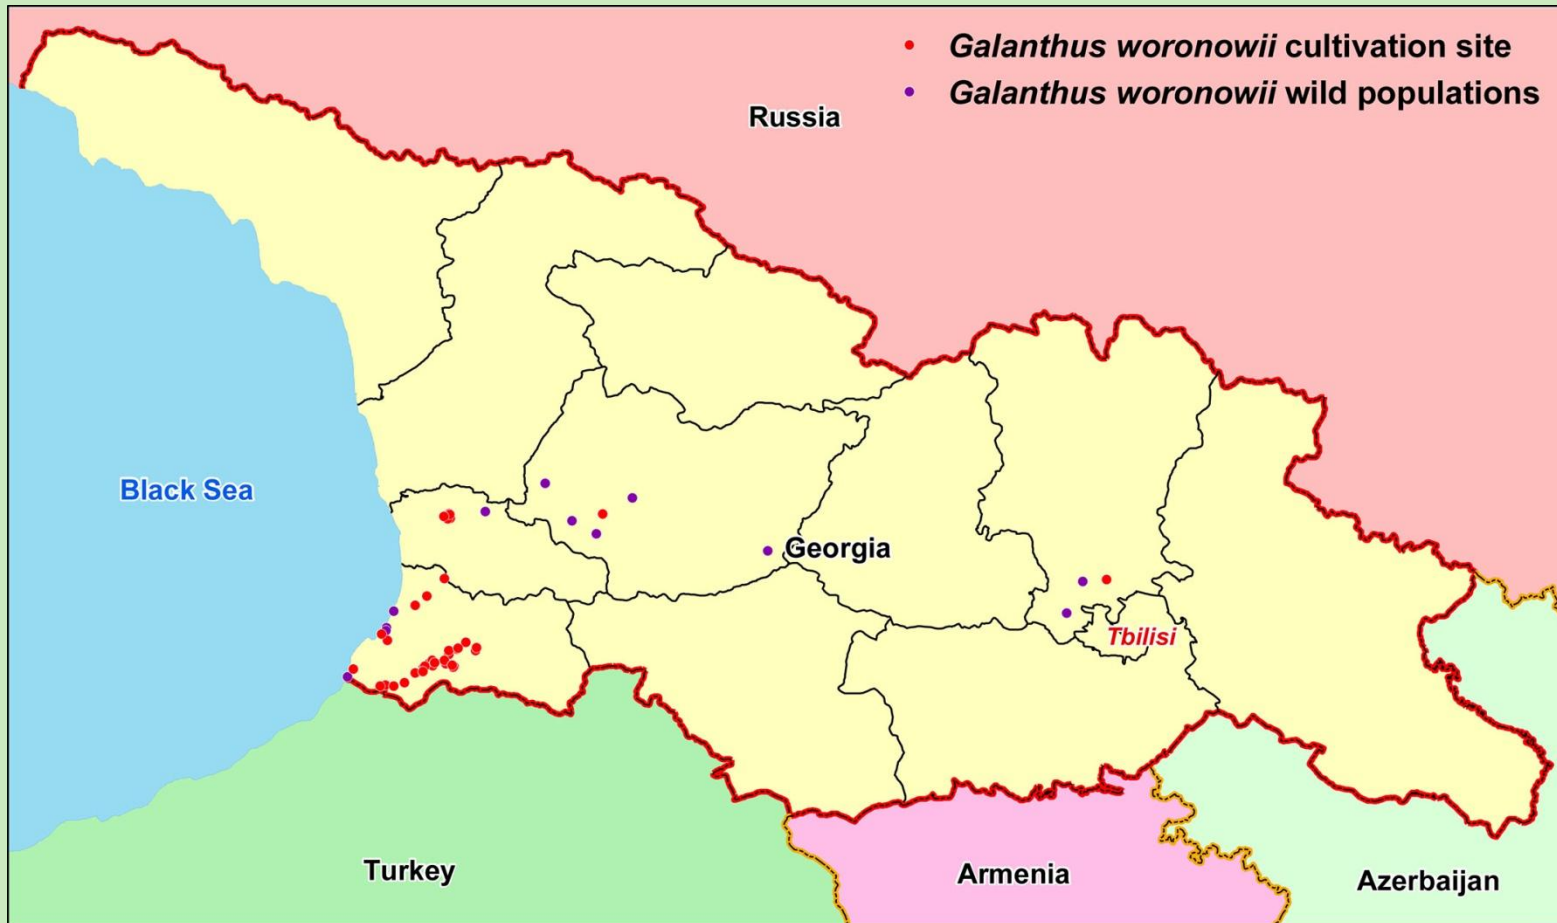 Galanthus woronowii cultivation site
Galanthus woronowii wild populations
Russia
Black Sea
Georgia
Tbilisi
Turkey
Armenia
Azerbaijan